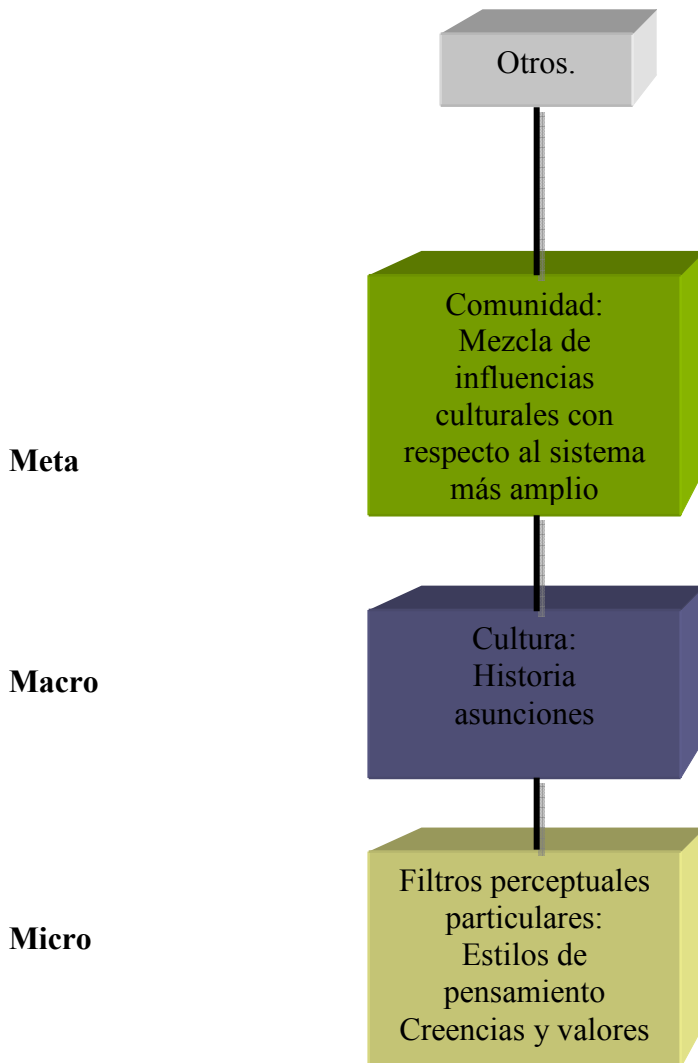 Otros.
Comunidad:
Mezcla de
influencias
culturales con
respecto al sistema
más amplio
Meta
Cultura:
Historia
asunciones
Macro
Filtros perceptuales
particulares:
Estilos de
pensamiento
Creencias y valores
Micro